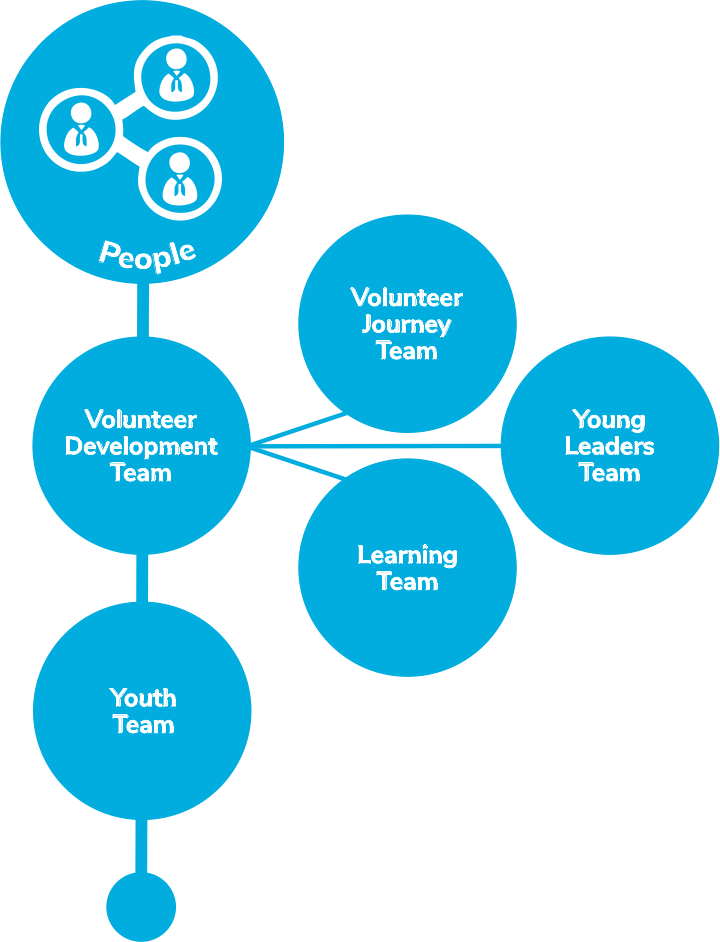 People
Volunteer
Journey
Team
Volunteer
Development
Team
Young
Leaders
Team
Learning
Team
Youth
Team